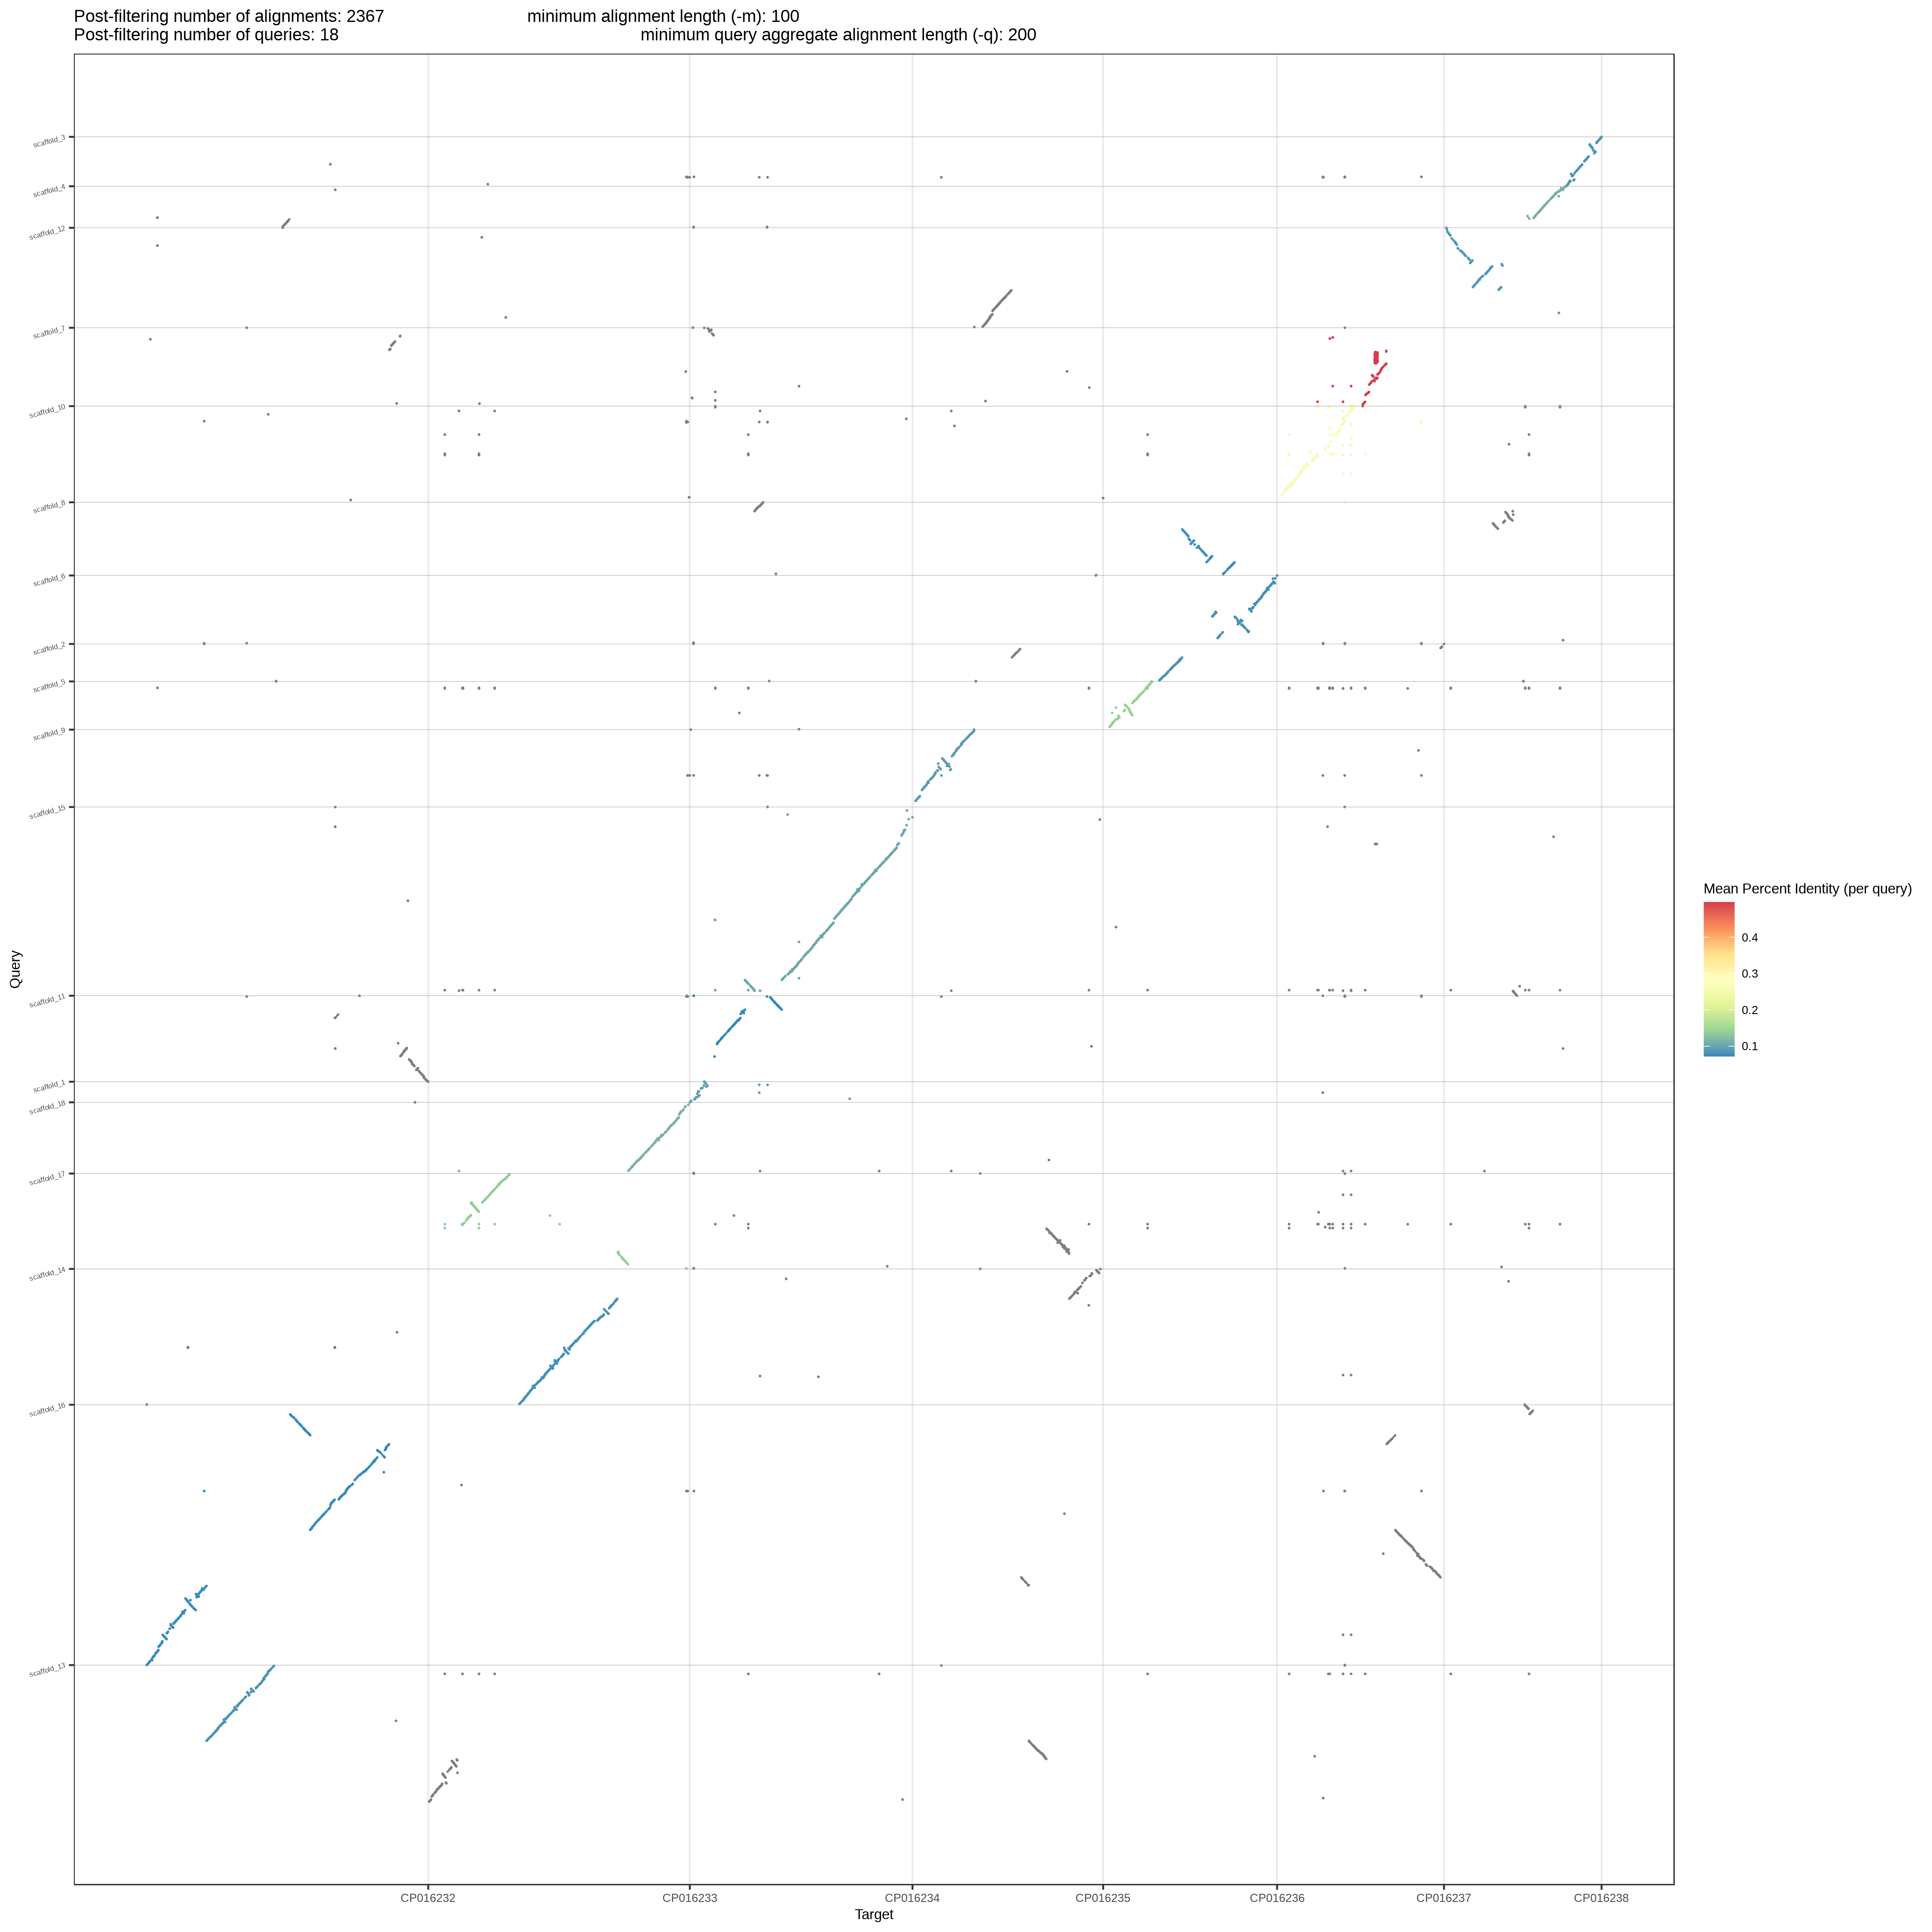 Post-filtering number of alignments: 2367 minimum alignment length (-m): 100
Post-filtering number of queries: 18 minimum query aggregate alignment length (-q): 200
scaffold_3
scaffold_4
scaffold_12
scaffold_7
scaffold_10
scaffold_8
scaffold_6
scaffold_2
scaffold_5
scaffold_9
scaffold_15
scaffold_11
scaffold_1
scaffold_18
scaffold_17
scaffold_14
scaffold_16
scaffold_13
Query
Mean Percent Identity (per query)
0.4
0.3
0.2
0.1
CP016232 CP016233 CP016234 CP016235 CP016236 CP016237 CP016238
Target